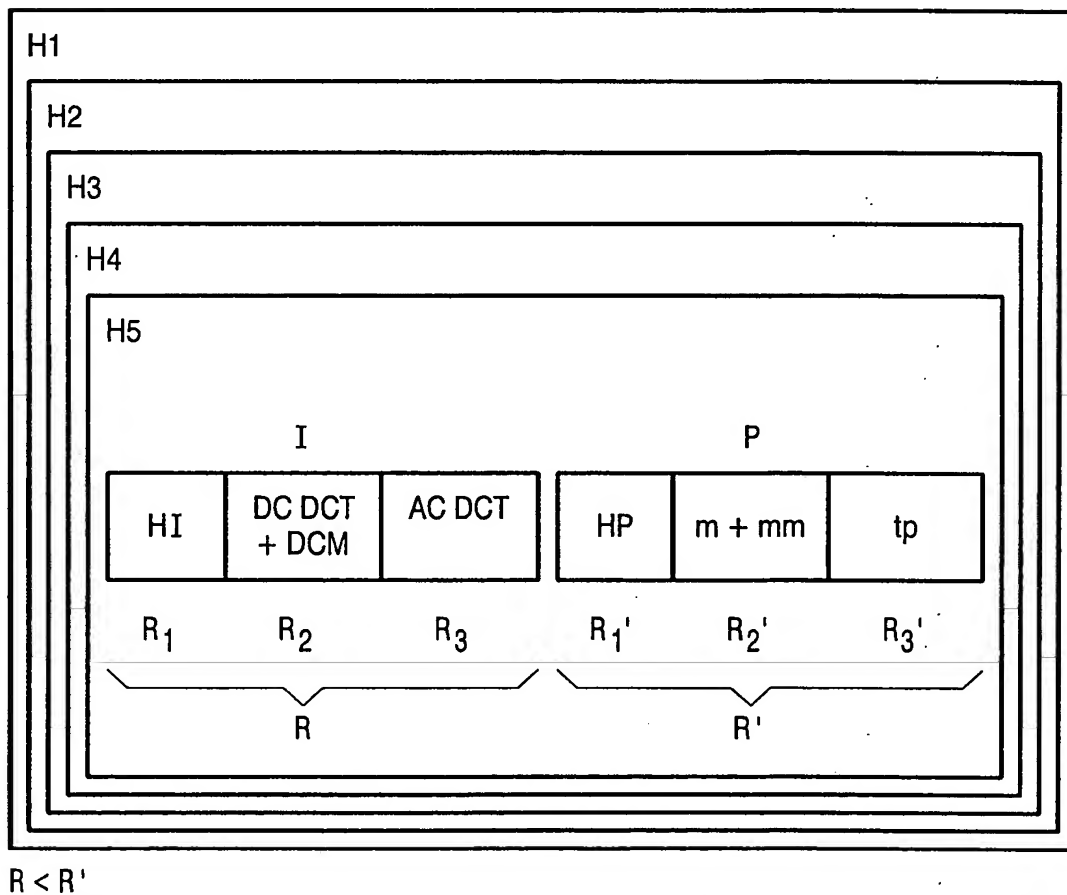 H1
H2
H3
H4
H5
I P
HI DC DCT + DCM AC DCT HP m + mm tp
R1 R2 R3 R1' R2' R3'
R R'
R < R'